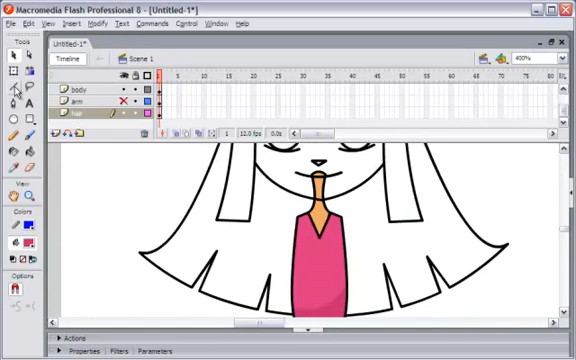 Macromedia Flash Professional 8 - [Untitled-1*]
File Edit View Insert Modify Text Commands Control Window Help
Tools
Untitled-1*
Timeline
Scene 1
400%
1 5 10 15 20 25 30 35 40 45 50 55 60 65 70 75 80
body
arm
hair
1 12.0 fps 0.0s
View
Colors
Options
Actions
Properties Filters Parameters